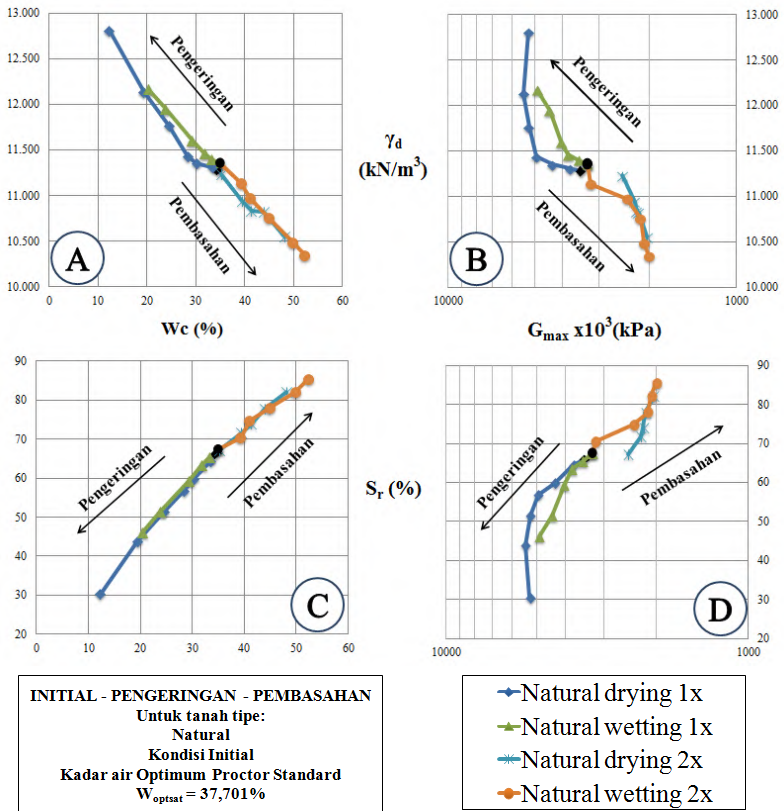 13.000
12.500
12.000
11.500
11.000
10.500
10.000
Pengeringan
Pembasahan
A
0 10 20 30 40 50 60
Wc (%)
γd
(kN/m³)
13.000
12.500
12.000
11.500
11.000
10.500
10.000
Pengeringan
Pembasahan
B
10000 1000
Gmax x10³(kPa)
90
80
70
60
50
40
30
20
Pengeringan
Pembasahan
C
0 10 20 30 40 50 60
Sr (%)
90
80
70
60
50
40
30
20
Pengeringan
Pembasahan
D
10000 1000
INITIAL - PENGERINGAN - PEMBASAHAN
Untuk tanah tipe:
Natural
Kondisi Initial
Kadar air Optimum Proctor Standard
Woptsat = 37,701%
Natural drying 1x
Natural wetting 1x
Natural drying 2x
Natural wetting 2x